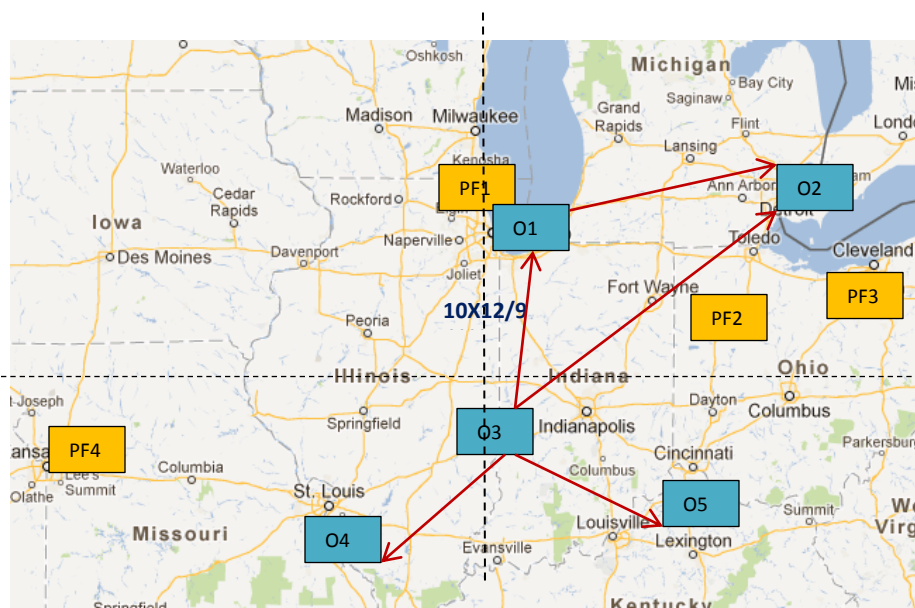 Oshkosh
Michigan
Bay City
Saginaw
Madison
Milwaukee
Grand
Rapids
Flint
London
Lansing
Waterloo
Kenosha
Cedar
Rapids
Rockford
PF1
Ann Arbor
O2
Iowa
O1
Detroit
Naperville
Toledo
Des Moines
Davenport
Joliet
Cleveland
Fort Wayne
PF3
10X12/9
PF2
Peoria
Illinois
Indiana
Ohio
St Joseph
Springfield
O3
Indianapolis
Dayton
Columbus
PF4
Lee's
Summit
Columbia
Columbus
Cincinnati
Parkersburg
Olathe
St. Louis
O5
Summit
Missouri
O4
Louisville
Evansville
Lexington
Springfield
Kentucky